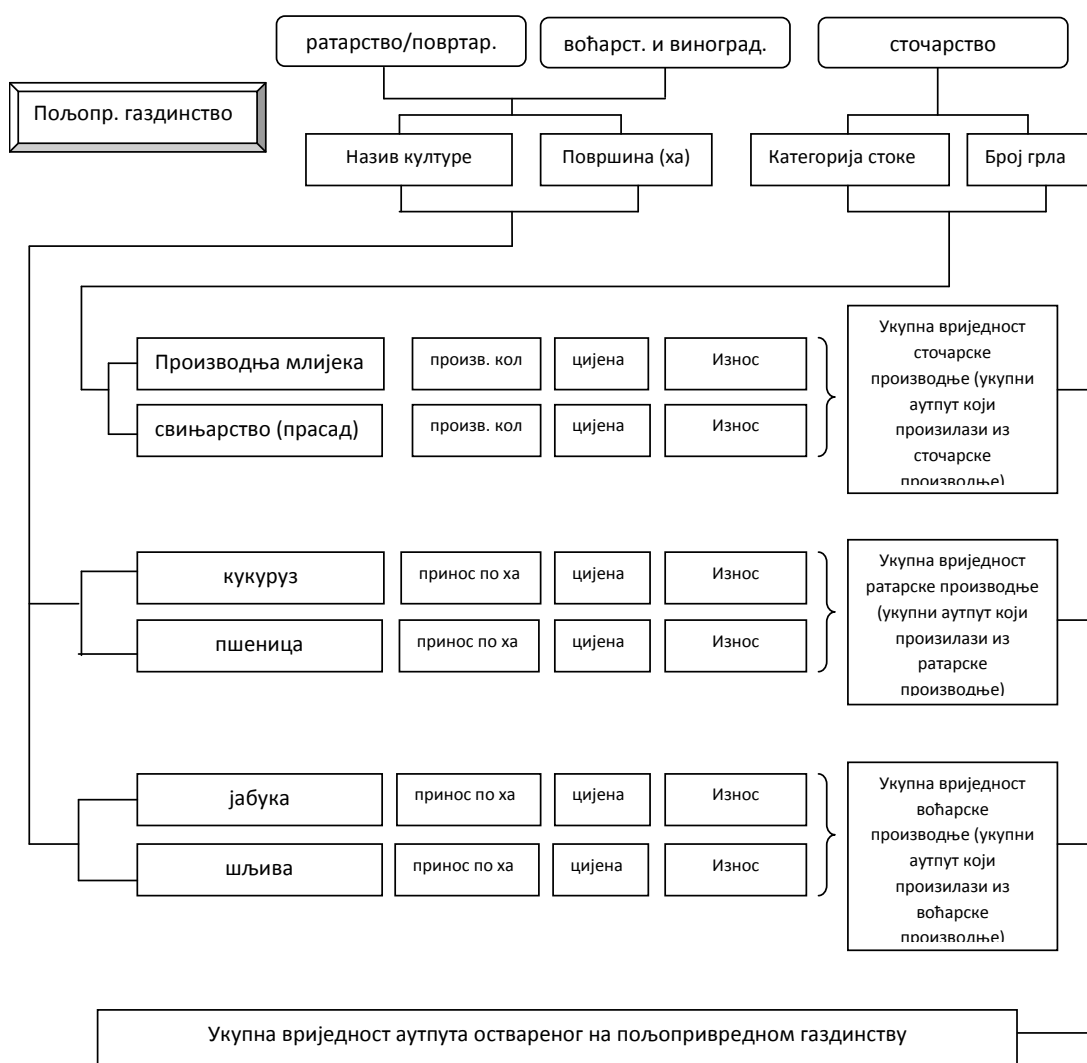 ратарство/повртар.
воћарст. и виноград.
сточарство
Пољопр. газдинство
Назив културе
Површина (ха)
Категорија стоке
Број грла
Производња млијека
произв. кол
цијена
Износ
свињарство (прасад)
произв. кол
цијена
Износ
Укупна вриједност
сточарске
производње (укупни
аутпут који
произилази из
сточарске
производње)
кукуруз
принос по ха
цијена
Износ
пшеница
принос по ха
цијена
Износ
Укупна вриједност
ратарске производње
(укупни аутпут који
произилази из
ратарске
производње)
јабука
принос по ха
цијена
Износ
шљива
принос по ха
цијена
Износ
Укупна вриједност
воћарске
производње (укупни
аутпут који
произилази из
воћарске
производње)
Укупна вриједност аутпута оствареног на пољопривредном газдинству